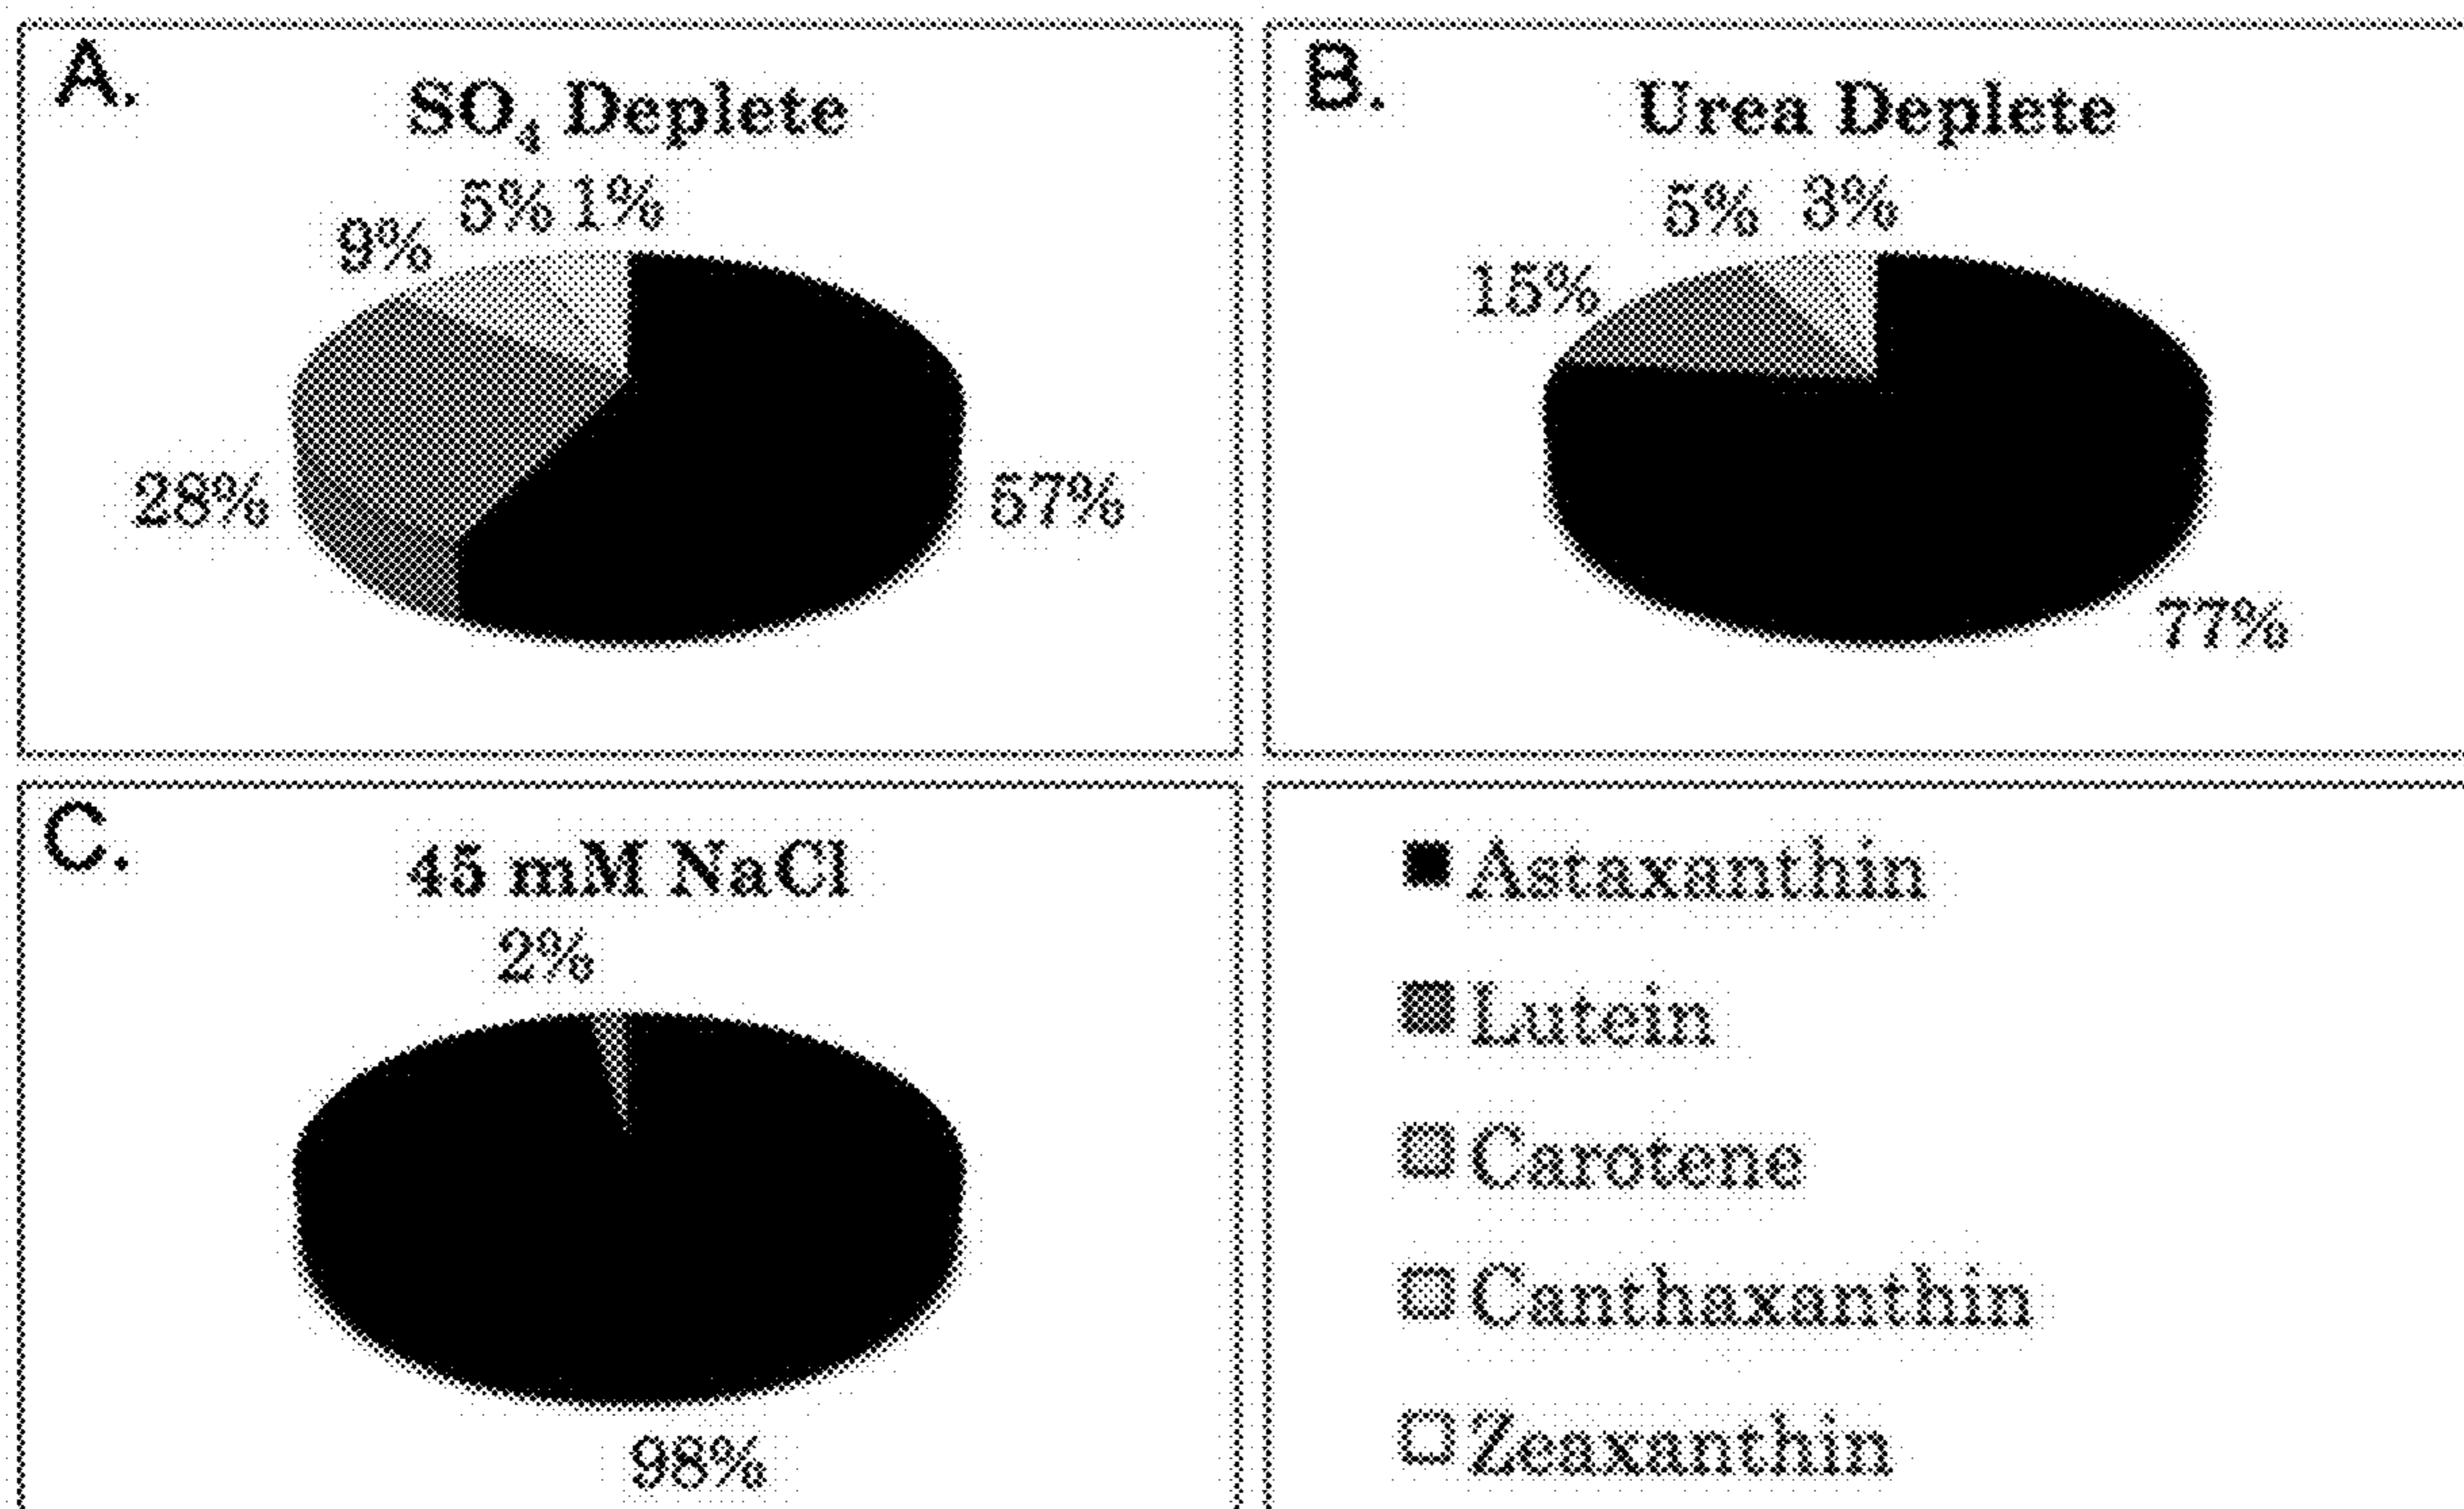 A.
SO₄ Deplete
5% 1%
9%
28%
57%
B.
Urea Deplete
5% 3%
15%
77%
C.
45 mM NaCl
2%
98%
Astaxanthin
Lutein
Carotene
Canthaxanthin
Zeaxanthin